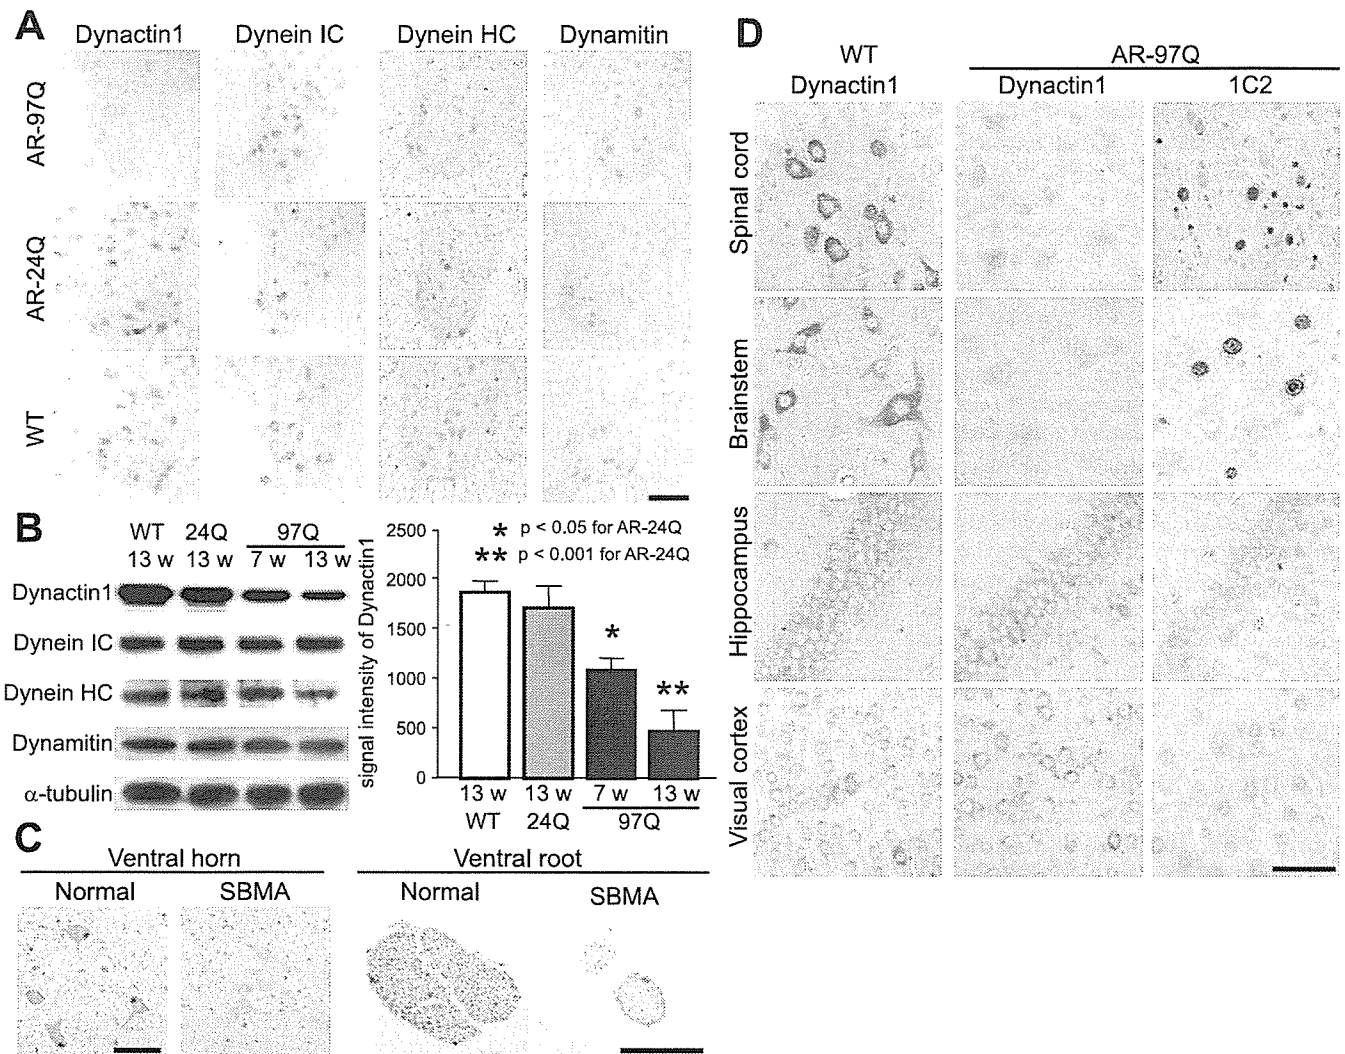 A
Dynactin1 Dynein IC Dynein HC Dynamitin
AR-97Q
AR-24Q
WT
B
WT 24Q 97Q
13 w 13 w 7 w 13 w
Dynactin1
Dynein IC
Dynein HC
Dynamitin
α-tubulin
signal intensity of Dynactin1
2500
2000
1500
1000
500
0
* p < 0.05 for AR-24Q
** p < 0.001 for AR-24Q
*
**
13 w 13 w 7 w 13 w
WT 24Q 97Q
C
Ventral horn Ventral root
Normal SBMA Normal SBMA
D
WT AR-97Q
Dynactin1 Dynactin1 1C2
Spinal cord
Brainstem
Hippocampus
Visual cortex